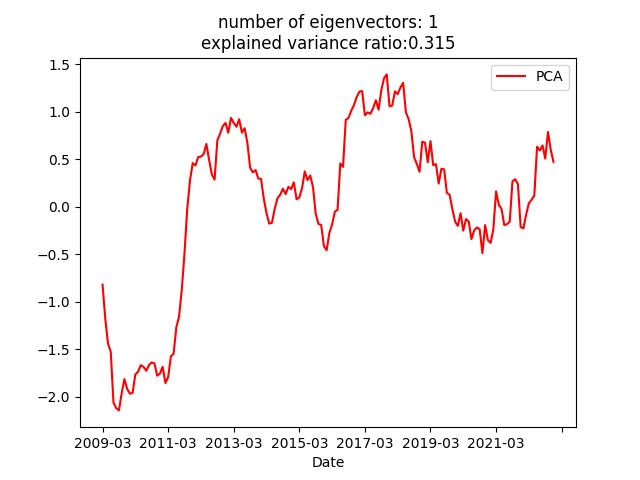 number of eigenvectors: 1
explained variance ratio:0.315
PCA
1.5
1.0
0.5
0.0
−0.5
−1.0
−1.5
−2.0
2009-03 2011-03 2013-03 2015-03 2017-03 2019-03 2021-03
Date